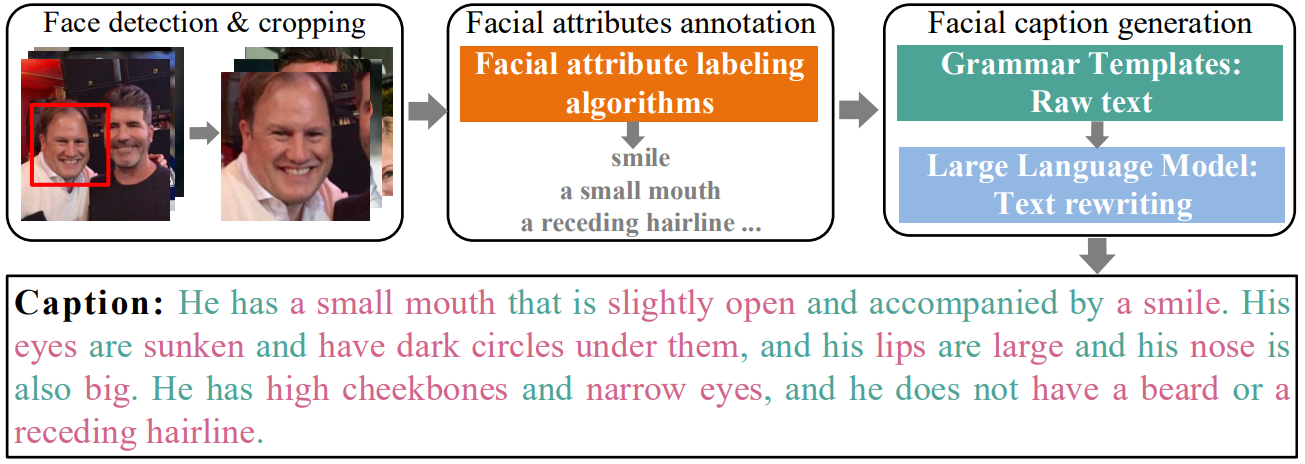 Face detection & cropping
Facial attributes annotation
Facial attribute labeling
algorithms
smile
a small mouth
a receding hairline ...
Facial caption generation
Grammar Templates:
Raw text
Large Language Model:
Text rewriting
Caption: He has a small mouth that is slightly open and accompanied by a smile. His
eyes are sunken and have dark circles under them, and his lips are large and his nose is
also big. He has high cheekbones and narrow eyes, and he does not have a beard or a
receding hairline.